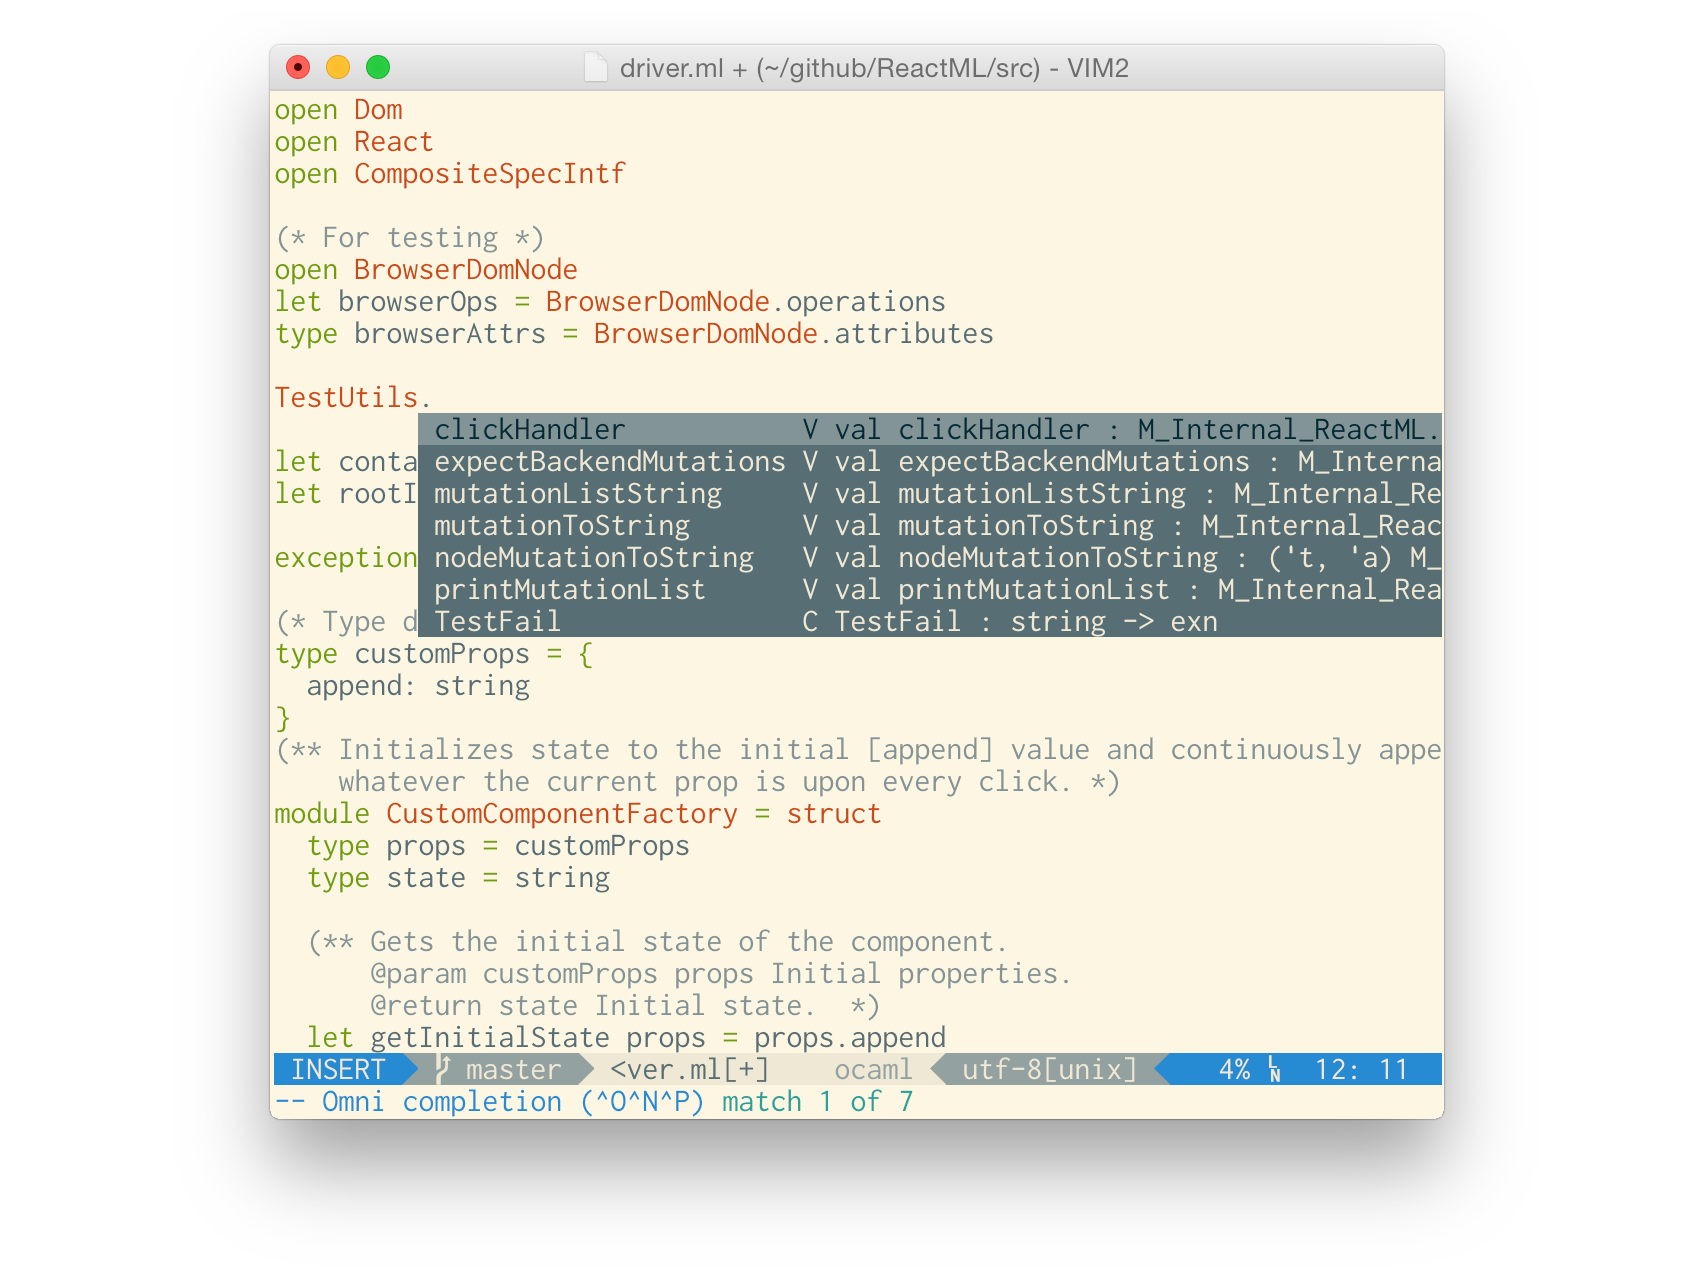 driver.ml + (~/github/ReactML/src) - VIM2
open Dom
open React
open CompositeSpecIntf
(* For testing *)
open BrowserDomNode
let browserOps = BrowserDomNode.operations
type browserAttrs = BrowserDomNode.attributes
TestUtils.
clickHandler V val clickHandler : M_Internal_ReactML.
let conta expectBackendMutations V val expectBackendMutations : M_Interna
let rootI mutationListString V val mutationListString : M_Internal_Re
mutationToString V val mutationToString : M_Internal_Reac
exception nodeMutationToString V val nodeMutationToString : ('t, 'a) M_
printMutationList V val printMutationList : M_Internal_Rea
(* Type d TestFail C TestFail : string -> exn
type customProps = {
  append: string
}
(** Initializes state to the initial [append] value and continuously appe
    whatever the current prop is upon every click. *)
module CustomComponentFactory = struct
  type props = customProps
  type state = string
  (** Gets the initial state of the component.
      @param customProps props Initial properties.
      @return state Initial state.  *)
  let getInitialState props = props.append
INSERT master <ver.ml[+] ocaml utf-8[unix] 4% LN 12: 11
-- Omni completion (^O^N^P) match 1 of 7